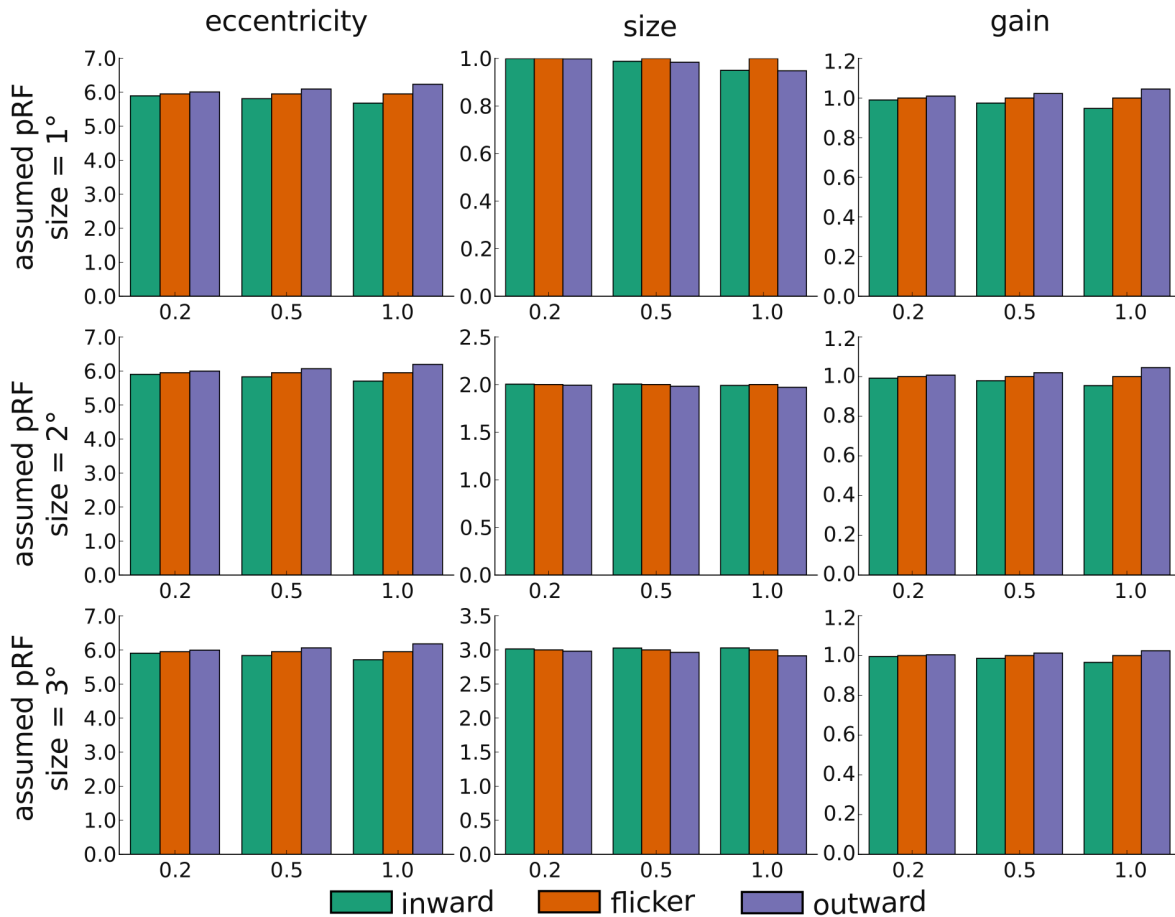 eccentricity size gain
assumed pRF
size = 1°
7.0 6.0 5.0 4.0 3.0 2.0 1.0 0.0
0.2 0.5 1.0
1.0 0.8 0.6 0.4 0.2 0.0
0.2 0.5 1.0
1.2 1.0 0.8 0.6 0.4 0.2 0.0
0.2 0.5 1.0
assumed pRF
size = 2°
7.0 6.0 5.0 4.0 3.0 2.0 1.0 0.0
0.2 0.5 1.0
2.5 2.0 1.5 1.0 0.5 0.0
0.2 0.5 1.0
1.2 1.0 0.8 0.6 0.4 0.2 0.0
0.2 0.5 1.0
assumed pRF
size = 3°
7.0 6.0 5.0 4.0 3.0 2.0 1.0 0.0
0.2 0.5 1.0
3.5 3.0 2.5 2.0 1.5 1.0 0.5 0.0
0.2 0.5 1.0
1.2 1.0 0.8 0.6 0.4 0.2 0.0
0.2 0.5 1.0
inward flicker outward